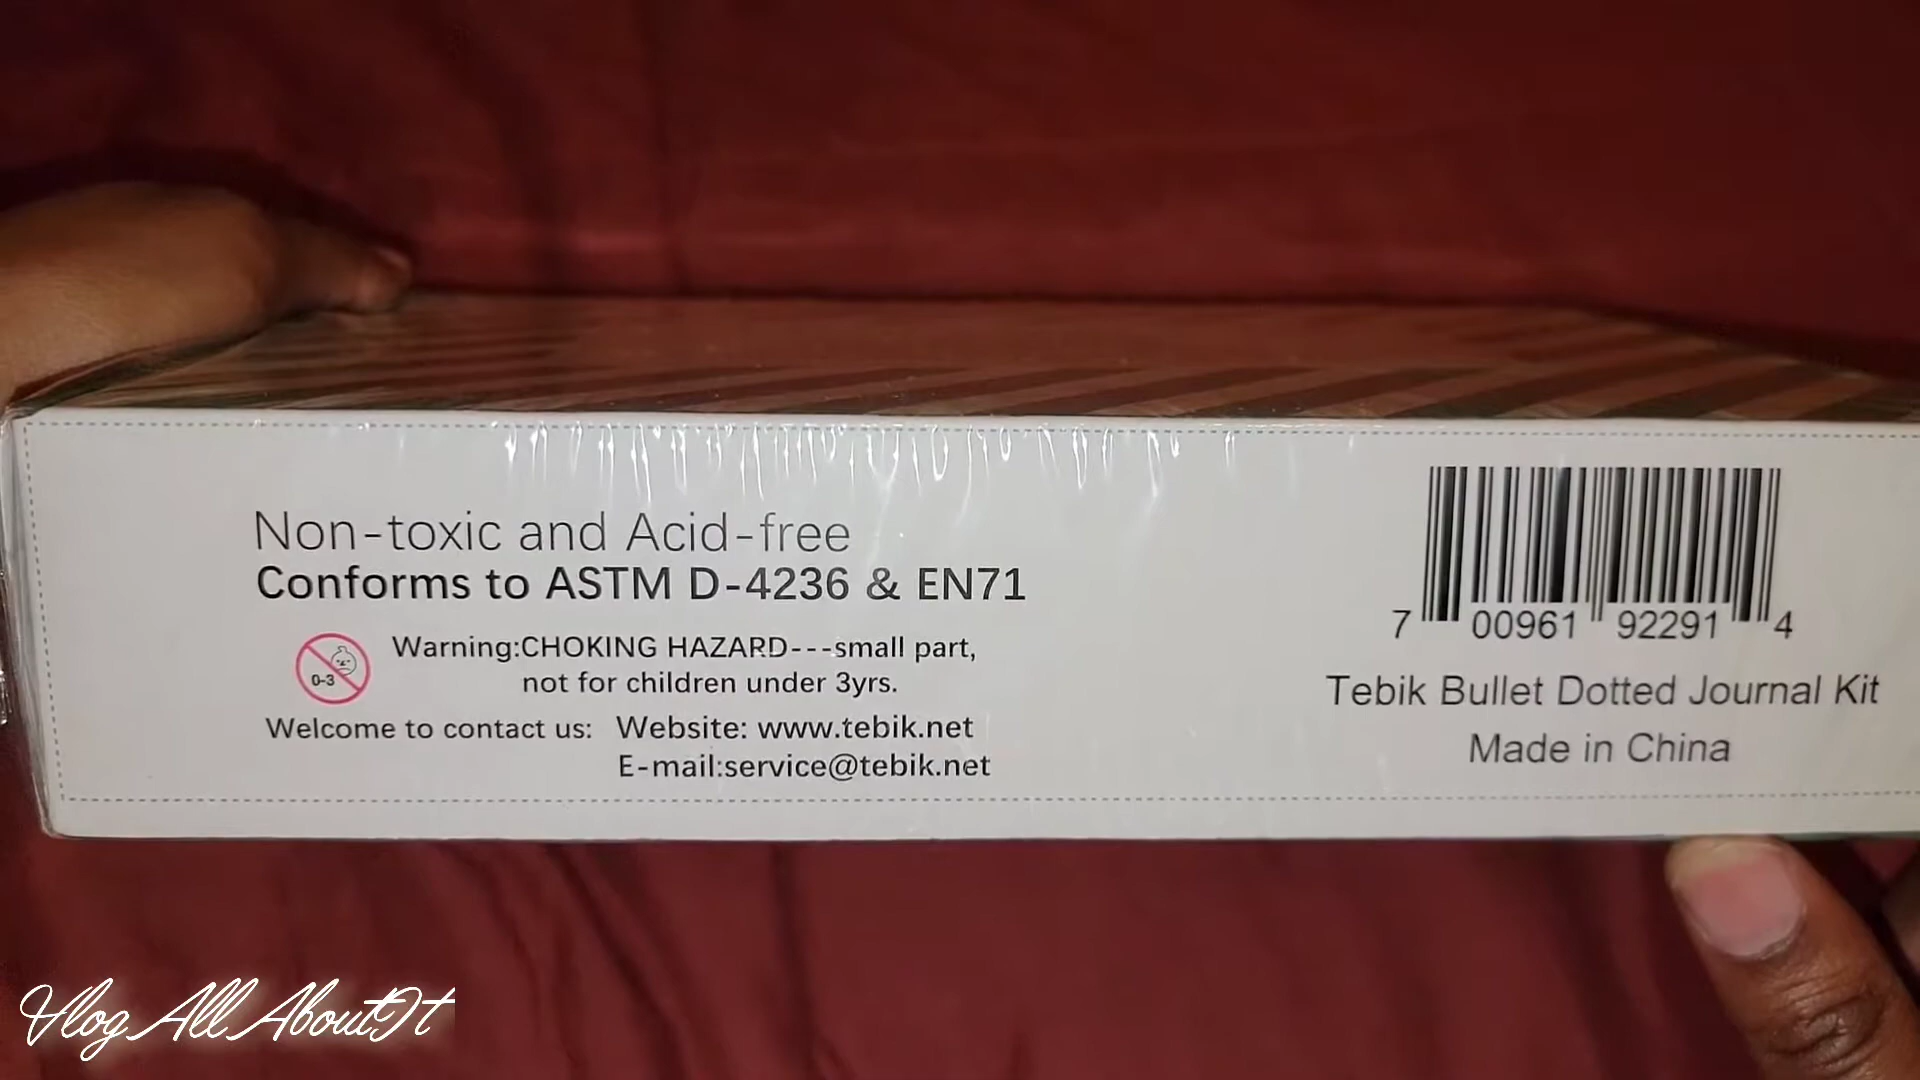 Non-toxic and Acid-free
Conforms to ASTM D-4236 & EN71
0-3
Warning:CHOKING HAZARD---small part,
not for children under 3yrs.
Welcome to contact us: Website: www.tebik.net
E-mail:service@tebik.net
7 00961 92291 4
Tebik Bullet Dotted Journal Kit
Made in China
Vlog All About It